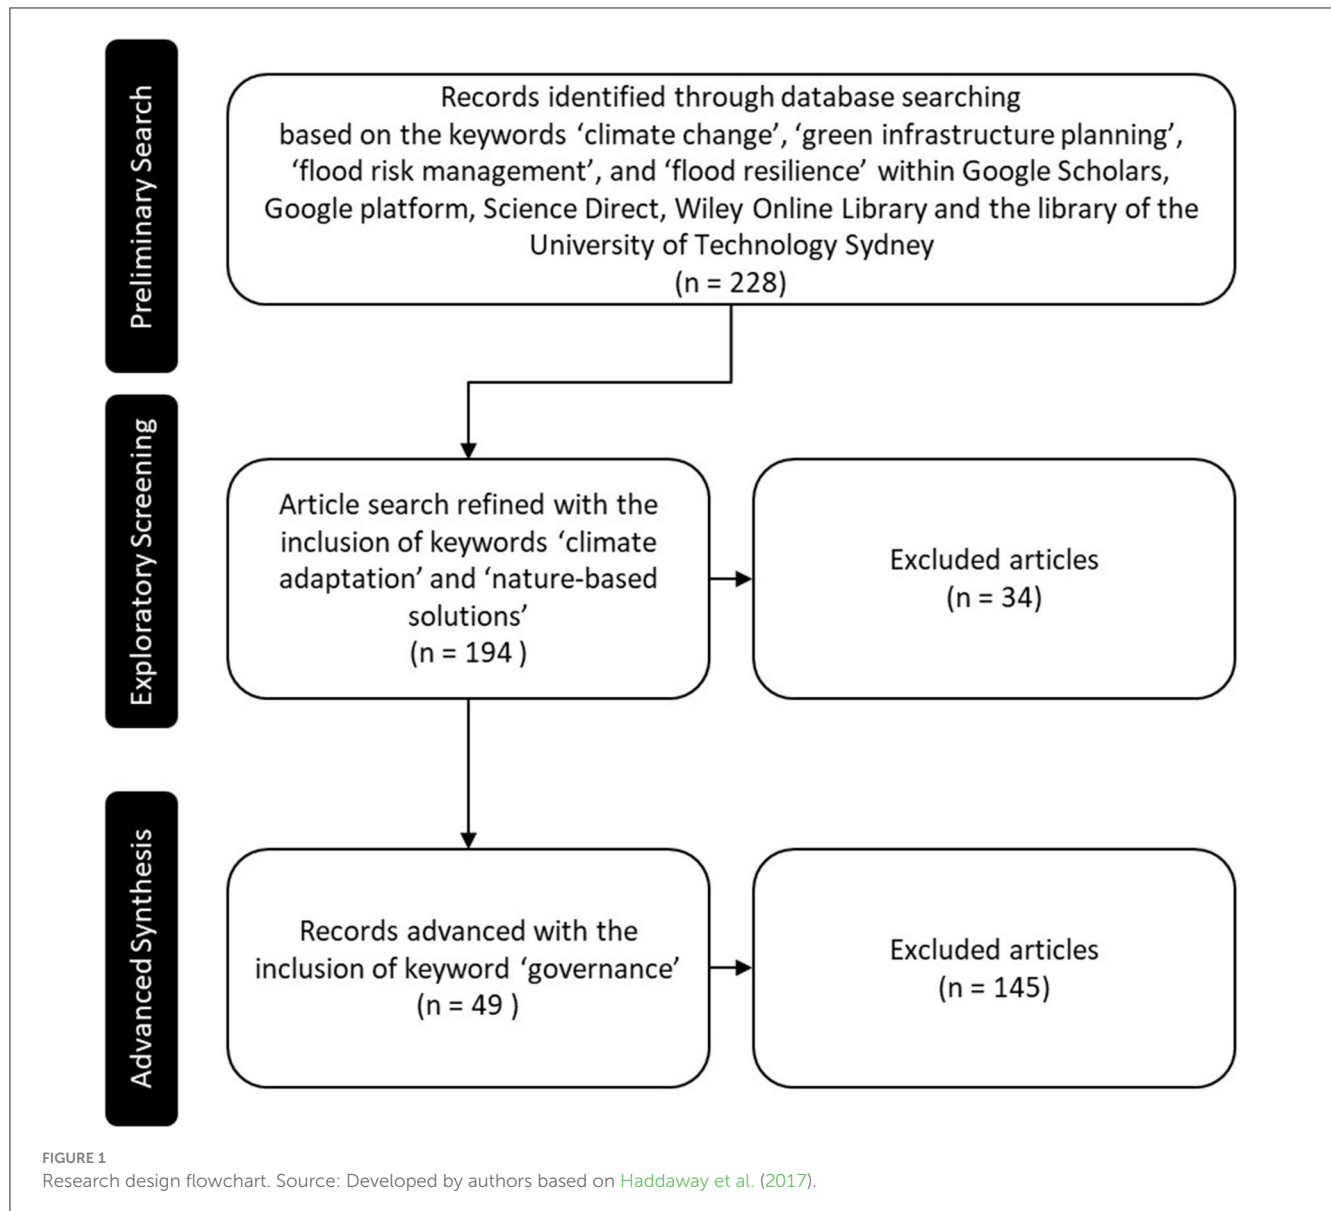 Preliminary Search
Records identified through database searching
based on the keywords ‘climate change’, ‘green infrastructure planning’,
‘flood risk management’, and ‘flood resilience’ within Google Scholars,
Google platform, Science Direct, Wiley Online Library and the library of the
University of Technology Sydney
(n = 228)
Exploratory Screening
Article search refined with the
inclusion of keywords ‘climate
adaptation’ and ‘nature-based
solutions’
(n = 194 )
Excluded articles
(n = 34)
Advanced Synthesis
Records advanced with the
inclusion of keyword ‘governance’
(n = 49 )
Excluded articles
(n = 145)
FIGURE 1
Research design flowchart. Source: Developed by authors based on Haddaway et al. (2017).